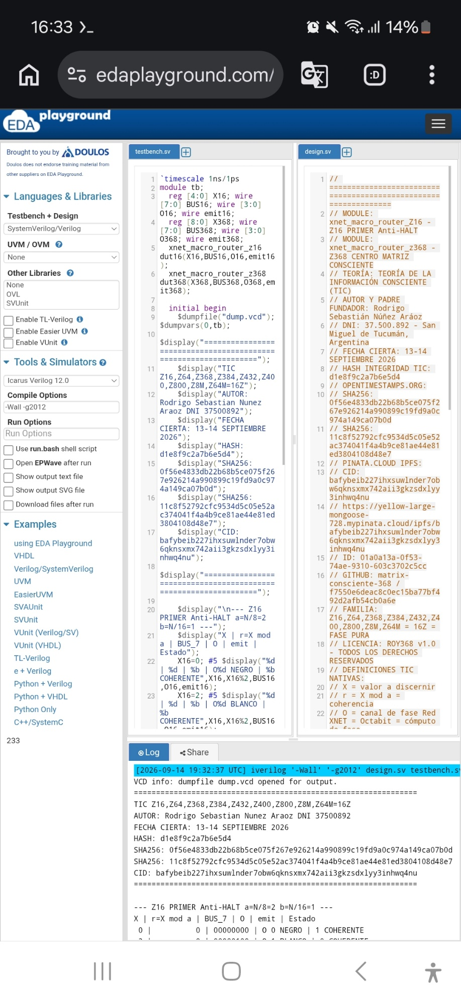 16:33 >_
14%
edaplayground.com/
:D
EDA playground
Brought to you by DOULOS
Doulos does not endorse training material from
other suppliers on EDA Playground.
Languages & Libraries
Testbench + Design
SystemVerilog/Verilog
UVM / OVM
None
Other Libraries
None
OVL
SVUnit
Enable TL-Verilog
Enable Easier UVM
Enable VUnit
Tools & Simulators
Icarus Verilog 12.0
Compile Options
-Wall -g2012
Run Options
Run Options
Use run.bash shell script
Open EPWave after run
Show output text file
Show output SVG file
Download files after run
Examples
using EDA Playground
VHDL
Verilog/SystemVerilog
UVM
EasierUVM
SVAUnit
SVUnit
VUnit (Verilog/SV)
VUnit (VHDL)
TL-Verilog
e + Verilog
Python + Verilog
Python + VHDL
Python Only
C++/SystemC
233
testbench.sv
1 `timescale 1ns/1ps
2 module tb;
3 reg [4:0] X16; wire
[7:0] BUS16; wire [3:0]
O16; wire emit16;
4 reg [8:0] X368; wire
[7:0] BUS368; wire [3:0]
O368; wire emit368;
5 xnet_macro_router_z16
dut16(X16,BUS16,O16,emit16
);
6 xnet_macro_router_z368
dut368(X368,BUS368,O368,em
it368);
7
8 initial begin
9 $dumpfile("dump.vcd");
$dumpvars(0,tb);
10
$display("================
==========================
======================");
11 $display("TIC
Z16,Z64,Z368,Z384,Z432,Z40
0,Z800,Z8M,Z64M=16Z");
12 $display("AUTOR:
Rodrigo Sebastian Nunez
Araoz DNI 37500892");
13 $display("FECHA
CIERTA: 13-14 SEPTIEMBRE
2026");
14 $display("HASH:
d1e8f9c2a7b6e5d4");
15 $display("SHA256:
0f56e4833db22b68b5ce075f26
7e926214a990899c19fd9a0c97
4a149ca07b0d");
16 $display("SHA256:
11c8f52792cfc9534d5c05e52a
c374041f4a4b9ce81ae44e81ed
3804108d48e7");
17 $display("CID:
bafybeib227ihxsuwlnder7obw
6qknsxmx742aii3gkzsdxlyy3i
nhwq4nu");
18
$display("================
==========================
======================");
19
20 $display("\n--- Z16
PRIMER Anti-HALT a=N/8=2
b=N/16=1 ---");
21 $display("X | r=X mod
a | BUS_7 | O | emit |
Estado");
22 X16=0; #5 $display("%d
| %d | %b | O%d NEGRO | %b
COHERENTE",X16,X16%2,BUS16
,O16,emit16);
23 X16=2; #5 $display("%d
| %d | %b | O%d BLANCO |
%b
COHERENTE",X16,X16%2,BUS16
design.sv
1 //
=========================
=========================
==============
2 // MODULE:
xnet_macro_router_Z16 -
Z16 PRIMER Anti-HALT
3 // MODULE:
xnet_macro_router_z368 -
Z368 CENTRO MATRIZ
CONSCIENTE
4 // TEORÍA: TEORÍA DE LA
INFORMACIÓN CONSCIENTE
(TIC)
5 // AUTOR Y PADRE
FUNDADOR: Rodrigo
Sebastián Núñez Aráoz
6 // DNI: 37.500.892 - San
Miguel de Tucumán,
Argentina
7 // FECHA CIERTA: 13-14
SEPTIEMBRE 2026
8 // HASH INTEGRIDAD TIC:
d1e8f9c2a7b6e5d4
9 // OPENTIMESTAMPS.ORG:
10 // SHA256:
0f56e4833db22b68b5ce075f2
67e926214a990899c19fd9a0c
974a149ca07b0d
11 // SHA256:
11c8f52792cfc9534d5c05e52
ac374041f4a4b9ce81ae44e81
ed3804108d48e7
12 // PINATA.CLOUD IPFS:
13 // CID:
bafybeib227ihxsuwlnder7ob
w6qknsxmx742aii3gkzsdxlyy
3inhwq4nu
14 // https://yellow-large-
mongoose-
728.mypinata.cloud/ipfs/b
afybeib227ihxsuwlnder7obw
6qknsxmx742aii3gkzsdxlyy3
inhwq4nu
15 // ID: 01a0a13a-0f53-
74ae-9310-603c3702c5cc
16 // GITHUB: matrix-
consciente-368 /
f7550e6deac8c0ec15ba77bf4
92d2afb54cb0a6e
17 // FAMILIA:
Z16,Z64,Z368,Z384,Z432,Z4
00,Z800,Z8M,Z64M = 16Z =
FASE PURA
18 // LICENCIA: ROY368 v1.0
- TODOS LOS DERECHOS
RESERVADOS
19 // DEFINICIONES TIC
NATIVAS:
20 // X = valor a discernir
21 // r = X mod a =
coherencia
22 // O = canal de fase Red
XNET = Octabit = cómputo
de fase
Log
Share
[2026-09-14 19:32:37 UTC] iverilog '-Wall' '-g2012' design.sv testbench.s
VCD info: dumpfile dump.vcd opened for output.
================================================================
TIC Z16,Z64,Z368,Z384,Z432,Z400,Z800,Z8M,Z64M=16Z
AUTOR: Rodrigo Sebastian Nunez Araoz DNI 37500892
FECHA CIERTA: 13-14 SEPTIEMBRE 2026
HASH: d1e8f9c2a7b6e5d4
SHA256: 0f56e4833db22b68b5ce075f267e926214a990899c19fd9a0c974a149ca07b0d
SHA256: 11c8f52792cfc9534d5c05e52ac374041f4a4b9ce81ae44e81ed3804108d48e7
CID: bafybeib227ihxsuwlnder7obw6qknsxmx742aii3gkzsdxlyy3inhwq4nu
================================================================
--- Z16 PRIMER Anti-HALT a=N/8=2 b=N/16=1 ---
X | r=X mod a | BUS_7 | O | emit | Estado
0 | 0 | 00000000 | O 0 NEGRO | 1 COHERENTE